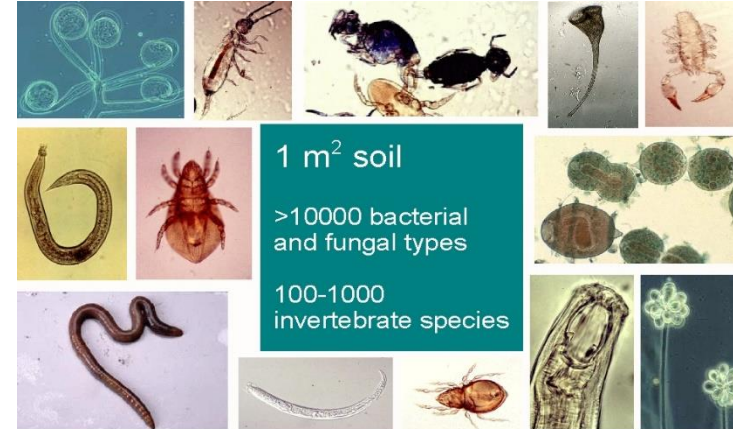 1 m² soil
>10000 bacterial
and fungal types
100-1000
invertebrate species